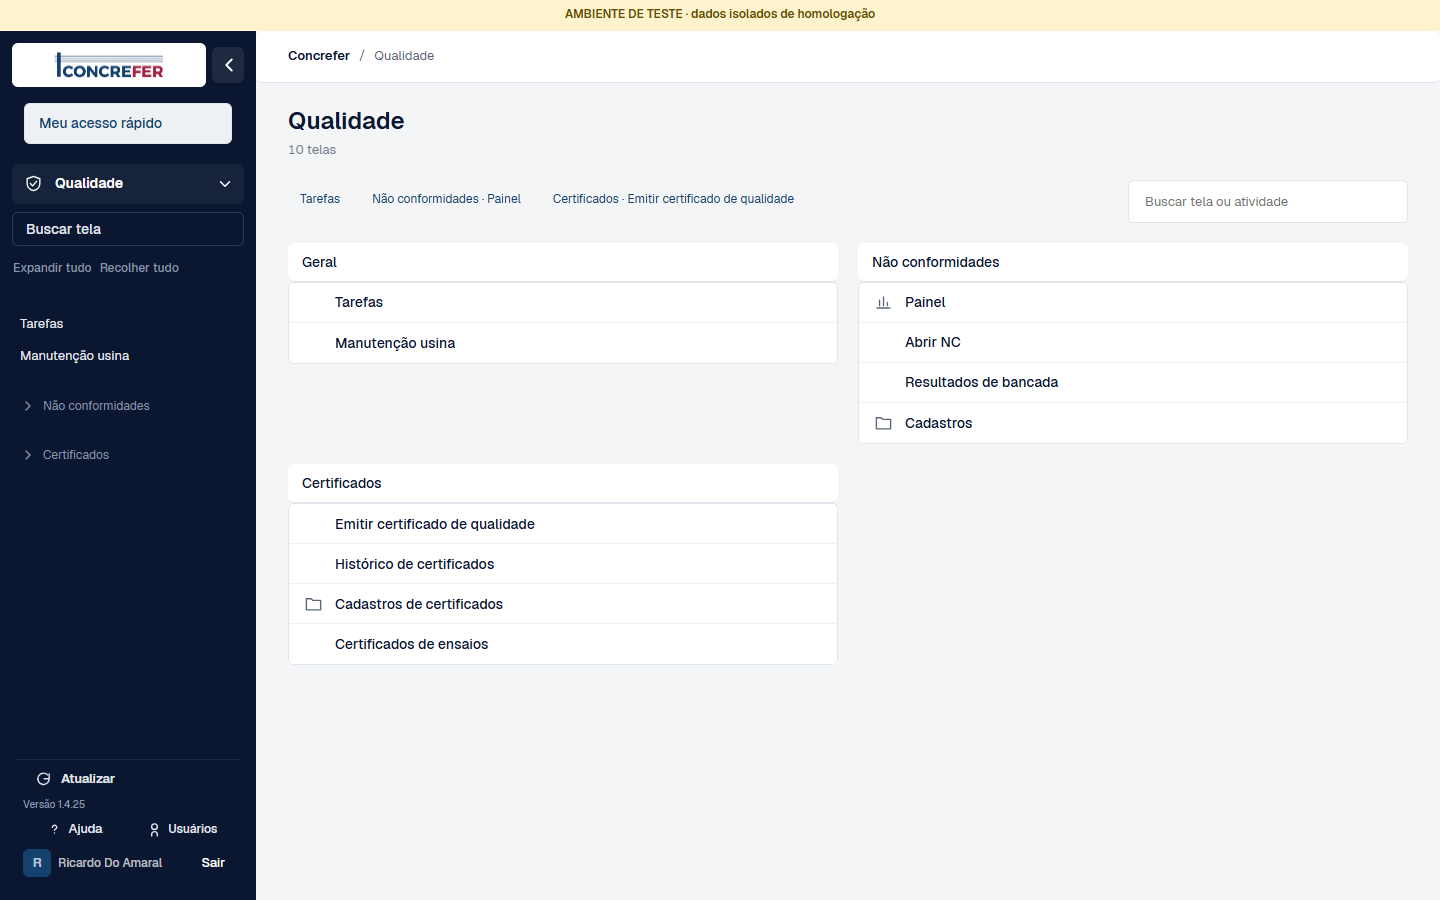 AMBIENTE DE TESTE · dados isolados de homologação
CONCREFER
Meu acesso rápido
Qualidade
Buscar tela
Expandir tudo Recolher tudo
Tarefas
Manutenção usina
Não conformidades
Certificados
Atualizar
Versão 1.4.25
? Ajuda Usuários
R Ricardo Do Amaral Sair
Concrefer / Qualidade
Qualidade
10 telas
Tarefas Não conformidades · Painel Certificados · Emitir certificado de qualidade
Buscar tela ou atividade
Geral
Tarefas
Manutenção usina
Não conformidades
Painel
Abrir NC
Resultados de bancada
Cadastros
Certificados
Emitir certificado de qualidade
Histórico de certificados
Cadastros de certificados
Certificados de ensaios